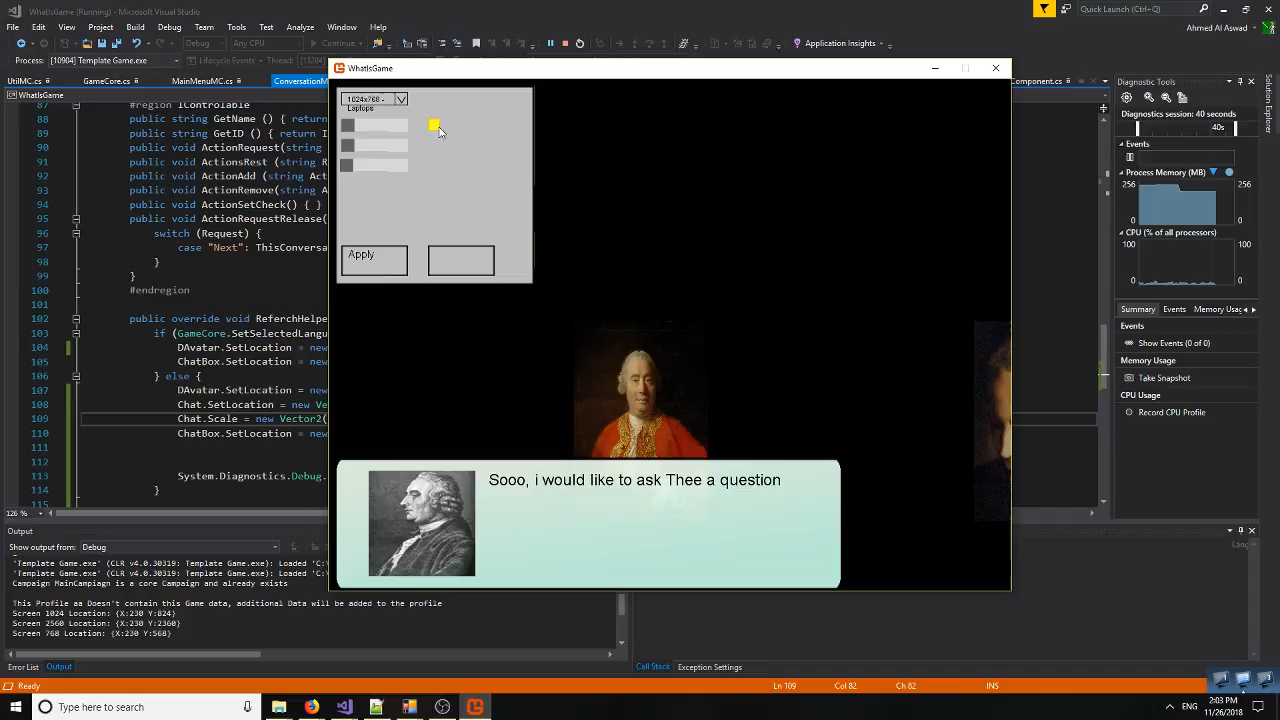 WhatIsGame (Running) - Microsoft Visual Studio
Quick Launch (Ctrl+Q)
File Edit View Project Build Debug Team Tools Test Analyze Window Help
Ahmed Al Aswad
Debug Any CPU Continue Application Insights
Process: [10904] Template Game.exe Lifecycle Events Thread: [13204]
UtilMC.cs GameCore.cs MainMenuMC.cs ConversationM Component.cs
WhatIsGame
WhatIsGame
87 #region IControlable
88 public string GetName () { r
89 public string GetID () { return I
90 public void ActionRequest(string
91 public void ActionsRest (string R
92 public void ActionAdd (string Act
93 public void ActionRemove(string A
94 public void ActionSetCheck() { }
95 public void ActionRequestRelease(
96 switch (Request) {
97 case "Next": ThisConversa
98 }
99 }
100 #endregion
101
102 public override void ReferchHelpe
103 if (GameCore.SetSelectedLangu
104 DAvatar.SetLocation = new
105 ChatBox.SetLocation = new
106 } else {
107 DAvatar.SetLocation = new
108 Chat.SetLocation = new Ve
109 Chat.Scale = new Vector2(
110 ChatBox.SetLocation = new
111
112
113 System.Diagnostics.Debug.
114 }
115
1024x768 -
Laptops
Apply
Sooo, i would like to ask Thee a question
Diagnostic Tools
Diagnostics session: 40 seconds
40s
Events
Process Memory (MB)
256 256
0 0
CPU (% of all processors)
100 100
0 0
Summary Events Memory Usag
Events
Show Events (0 of 0)
Memory Usage
Take Snapshot
CPU Usage
Record CPU Profile
Solution Explorer
126 %
Output
Show output from: Debug
'Template Game.exe' (CLR v4.0.30319: Template Game.exe): Loaded 'C:\
'Template Game.exe' (CLR v4.0.30319: Template Game.exe): Loaded 'C:\
Campaign MainCampiagn is a core Campaign and already exists
This Profile as Doesn't contain this Game data, additional Data will be added to the profile
Screen 1024 Location: {X:230 Y:824}
Screen 2560 Location: {X:230 Y:2360}
Screen 768 Location: {X:230 Y:568}
Lang
Error List Output
Call Stack Exception Settings
Ready
Ln 109 Col 82 Ch 82 INS
Type here to search
2:03 PM
11/26/2018